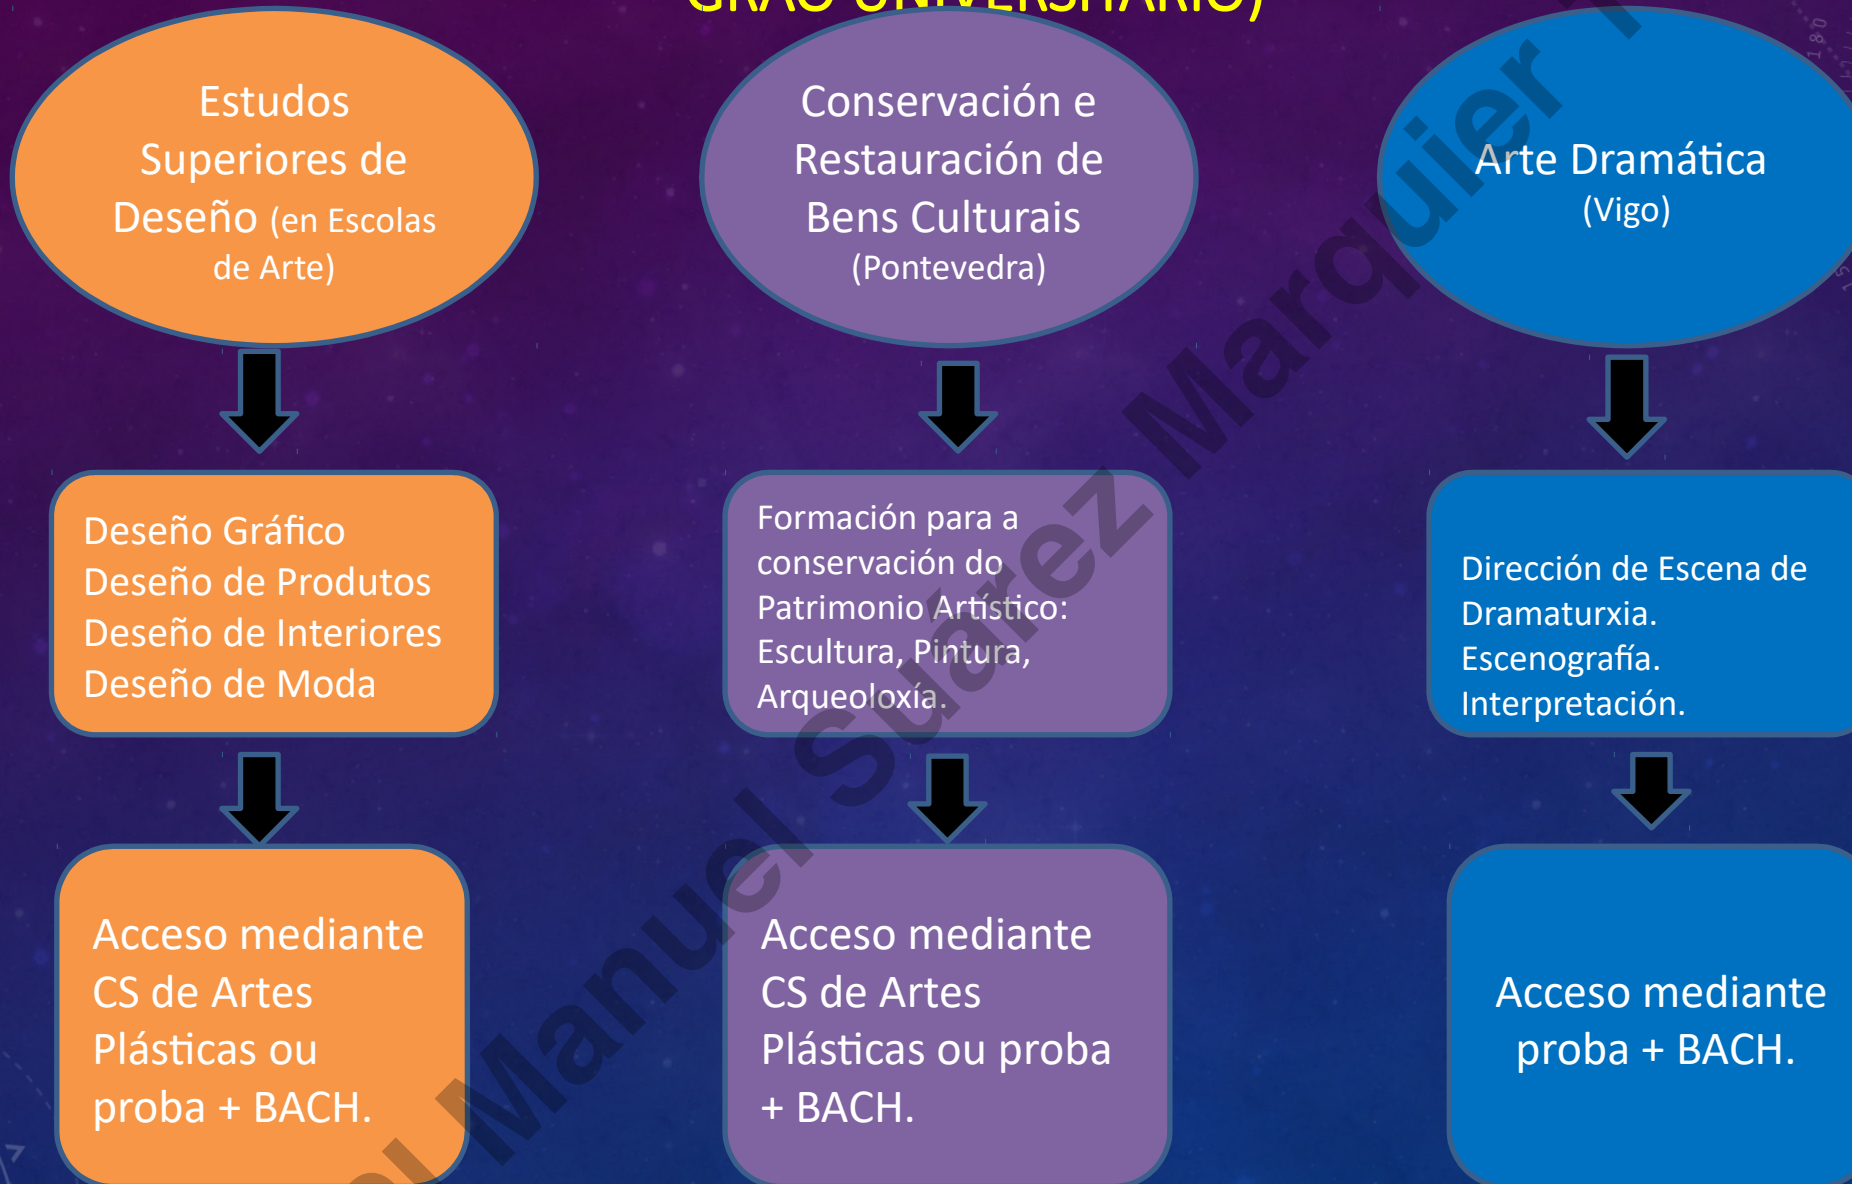 GRAO UNIVERSITARIO)
Estudos
Superiores de
Deseño (en Escolas
de Arte)
Conservación e
Restauración de
Bens Culturais
(Pontevedra)
Arte Dramática
(Vigo)
Deseño Gráfico
Deseño de Produtos
Deseño de Interiores
Deseño de Moda
Formación para a
conservación do
Patrimonio Artístico:
Escultura, Pintura,
Arqueoloxía.
Dirección de Escena de
Dramaturxia.
Escenografía.
Interpretación.
Acceso mediante
CS de Artes
Plásticas ou
proba + BACH.
Acceso mediante
CS de Artes
Plásticas ou proba
+ BACH.
Acceso mediante
proba + BACH.
Manuel Suárez Marquier
180